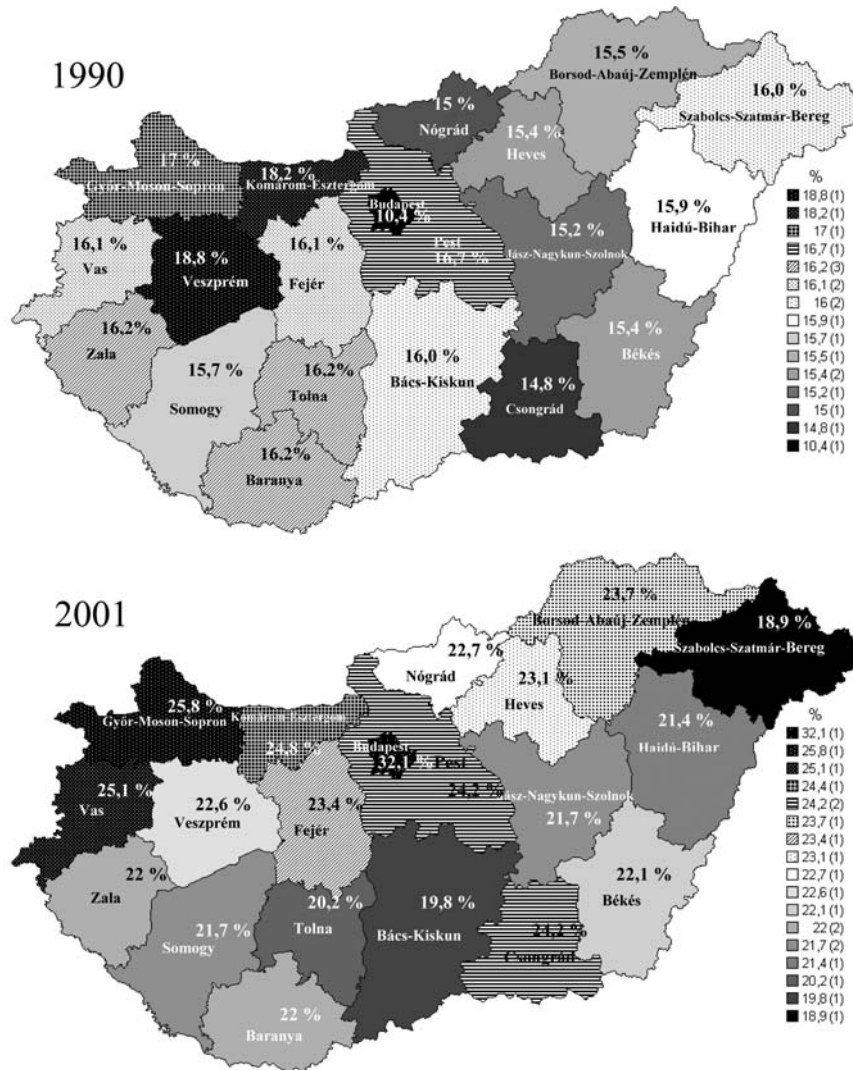 1990
15,5 %
Borsod-Abaúj-Zemplén
16,0 %
Szabolcs-Szatmár-Bereg
15 %
Nógrád
15,4 %
Heves
17 %
Győr-Moson-Sopron
18,2 %
Komárom-Esztergom
Budapest
10,4 %
Pest
16,7 %
15,2 %
Jász-Nagykun-Szolnok
15,9 %
Haidú-Bihar
16,1 %
Vas
18,8 %
Veszprém
16,1 %
Fejér
16,2%
Zala
15,7 %
Somogy
16,2%
Tolna
16,0 %
Bács-Kiskun
14,8 %
Csongrád
15,4 %
Békés
16,2%
Baranya
%
18,8 (1)
18,2 (1)
17 (1)
16,7 (1)
16,2 (3)
16,1 (2)
16 (2)
15,9 (1)
15,7 (1)
15,5 (1)
15,4 (2)
15,2 (1)
15 (1)
14,8 (1)
10,4 (1)
2001
23,7 %
Borsod-Abaúj-Zemplén
18,9 %
Szabolcs-Szatmár-Bereg
22,7 %
Nógrád
23,1 %
Heves
25,8 %
Győr-Moson-Sopron
Komárom-Esztergom
24,8 %
Budapest
32,1 %
Pest
24,2 %
Jász-Nagykun-Szolnok
21,7 %
21,4 %
Haidú-Bihar
25,1 %
Vas
22,6 %
Veszprém
23,4 %
Fejér
22 %
Zala
21,7 %
Somogy
20,2 %
Tolna
19,8 %
Bács-Kiskun
24,2 %
Csongrád
22,1 %
Békés
22 %
Baranya
%
32,1 (1)
25,8 (1)
25,1 (1)
24,4 (1)
24,2 (2)
23,7 (1)
23,4 (1)
23,1 (1)
22,7 (1)
22,6 (1)
22,1 (1)
22 (2)
21,7 (2)
21,4 (1)
20,2 (1)
19,8 (1)
18,9 (1)